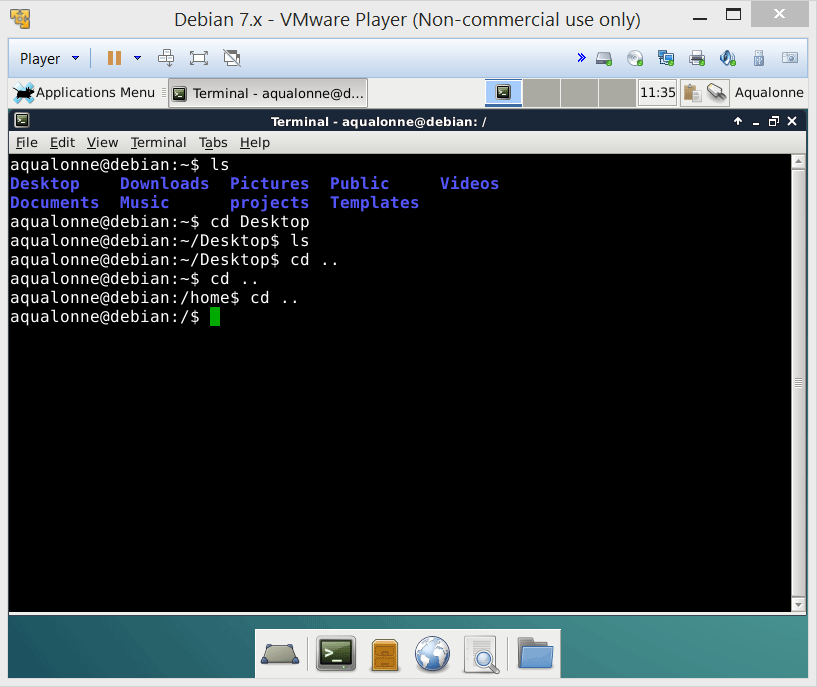 Debian 7.x - VMware Player (Non-commercial use only)
Player
Applications Menu Terminal - aqualonne@d... 11:35 Aqualonne
Terminal - aqualonne@debian: /
File Edit View Terminal Tabs Help
aqualonne@debian:~$ ls
Desktop Downloads Pictures Public Videos
Documents Music projects Templates
aqualonne@debian:~$ cd Desktop
aqualonne@debian:~/Desktop$ ls
aqualonne@debian:~/Desktop$ cd ..
aqualonne@debian:~$ cd ..
aqualonne@debian:/home$ cd ..
aqualonne@debian:/$